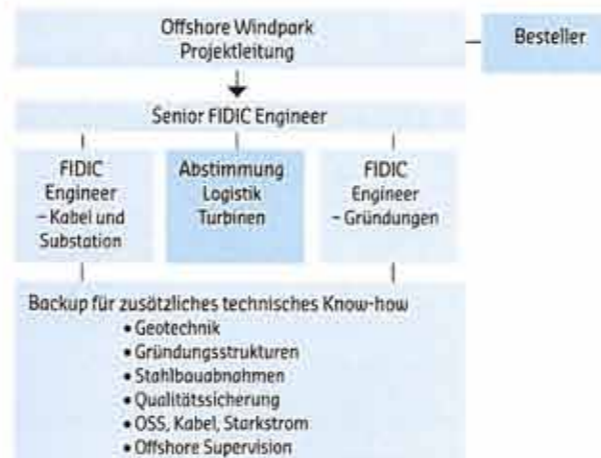 Offshore Windpark
Projektleitung
Besteller
Senior FIDIC Engineer
FIDIC
Engineer
– Kabel und
Substation
Abstimmung
Logistik
Turbinen
FIDIC
Engineer
– Gründungen
Backup für zusätzliches technisches Know-how
• Geotechnik
• Gründungsstrukturen
• Stahlbauabnahmen
• Qualitätssicherung
• OSS, Kabel, Starkstrom
• Offshore Supervision